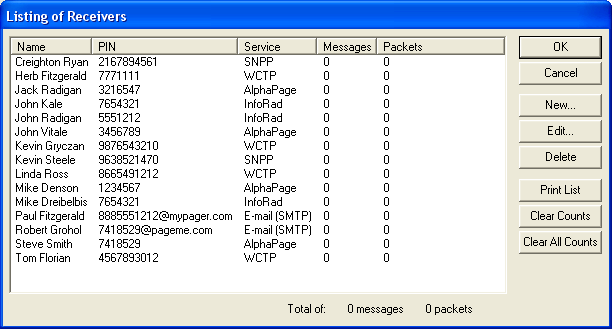 Listing of Receivers
Name PIN Service Messages Packets
Creighton Ryan 2167894561 SNPP 0 0
Herb Fitzgerald 7771111 WCTP 0 0
Jack Radigan 3216547 AlphaPage 0 0
John Kale 7654321 InfoRad 0 0
John Radigan 5551212 InfoRad 0 0
John Vitale 3456789 AlphaPage 0 0
Kevin Gryczan 9876543210 WCTP 0 0
Kevin Steele 9638521470 SNPP 0 0
Linda Ross 8665491212 WCTP 0 0
Mike Denson 1234567 AlphaPage 0 0
Mike Dreibelbis 7654321 InfoRad 0 0
Paul Fitzgerald 8885551212@mypager.com E-mail (SMTP) 0 0
Robert Grohol 7418529@pageme.com E-mail (SMTP) 0 0
Steve Smith 7418529 AlphaPage 0 0
Tom Florian 4567893012 WCTP 0 0
Total of: 0 messages 0 packets
OK
Cancel
New...
Edit...
Delete
Print List
Clear Counts
Clear All Counts